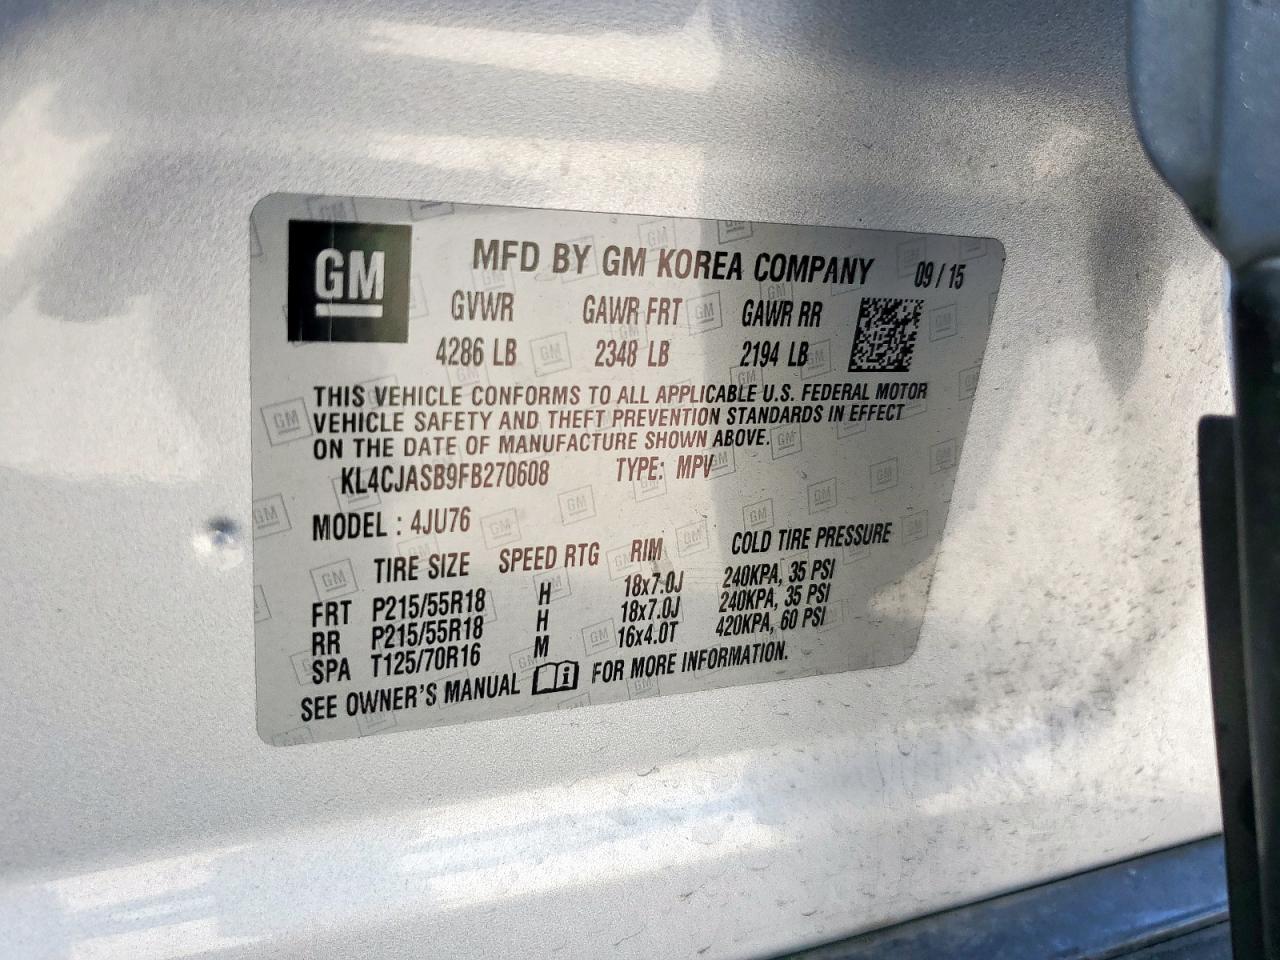 GM
MFD BY GM KOREA COMPANY 09 / 15
GVWR GAWR FRT GAWR RR
4286 LB 2348 LB 2194 LB
THIS VEHICLE CONFORMS TO ALL APPLICABLE U.S. FEDERAL MOTOR
VEHICLE SAFETY AND THEFT PREVENTION STANDARDS IN EFFECT
ON THE DATE OF MANUFACTURE SHOWN ABOVE.
KL4CJASB9FB270608 TYPE: MPV
MODEL : 4JU76
TIRE SIZE SPEED RTG RIM COLD TIRE PRESSURE
FRT P215/55R18 H 18x7.0J 240KPA, 35 PSI
RR P215/55R18 H 18x7.0J 240KPA, 35 PSI
SPA T125/70R16 M 16x4.0T 420KPA, 60 PSI
SEE OWNER'S MANUAL i FOR MORE INFORMATION.